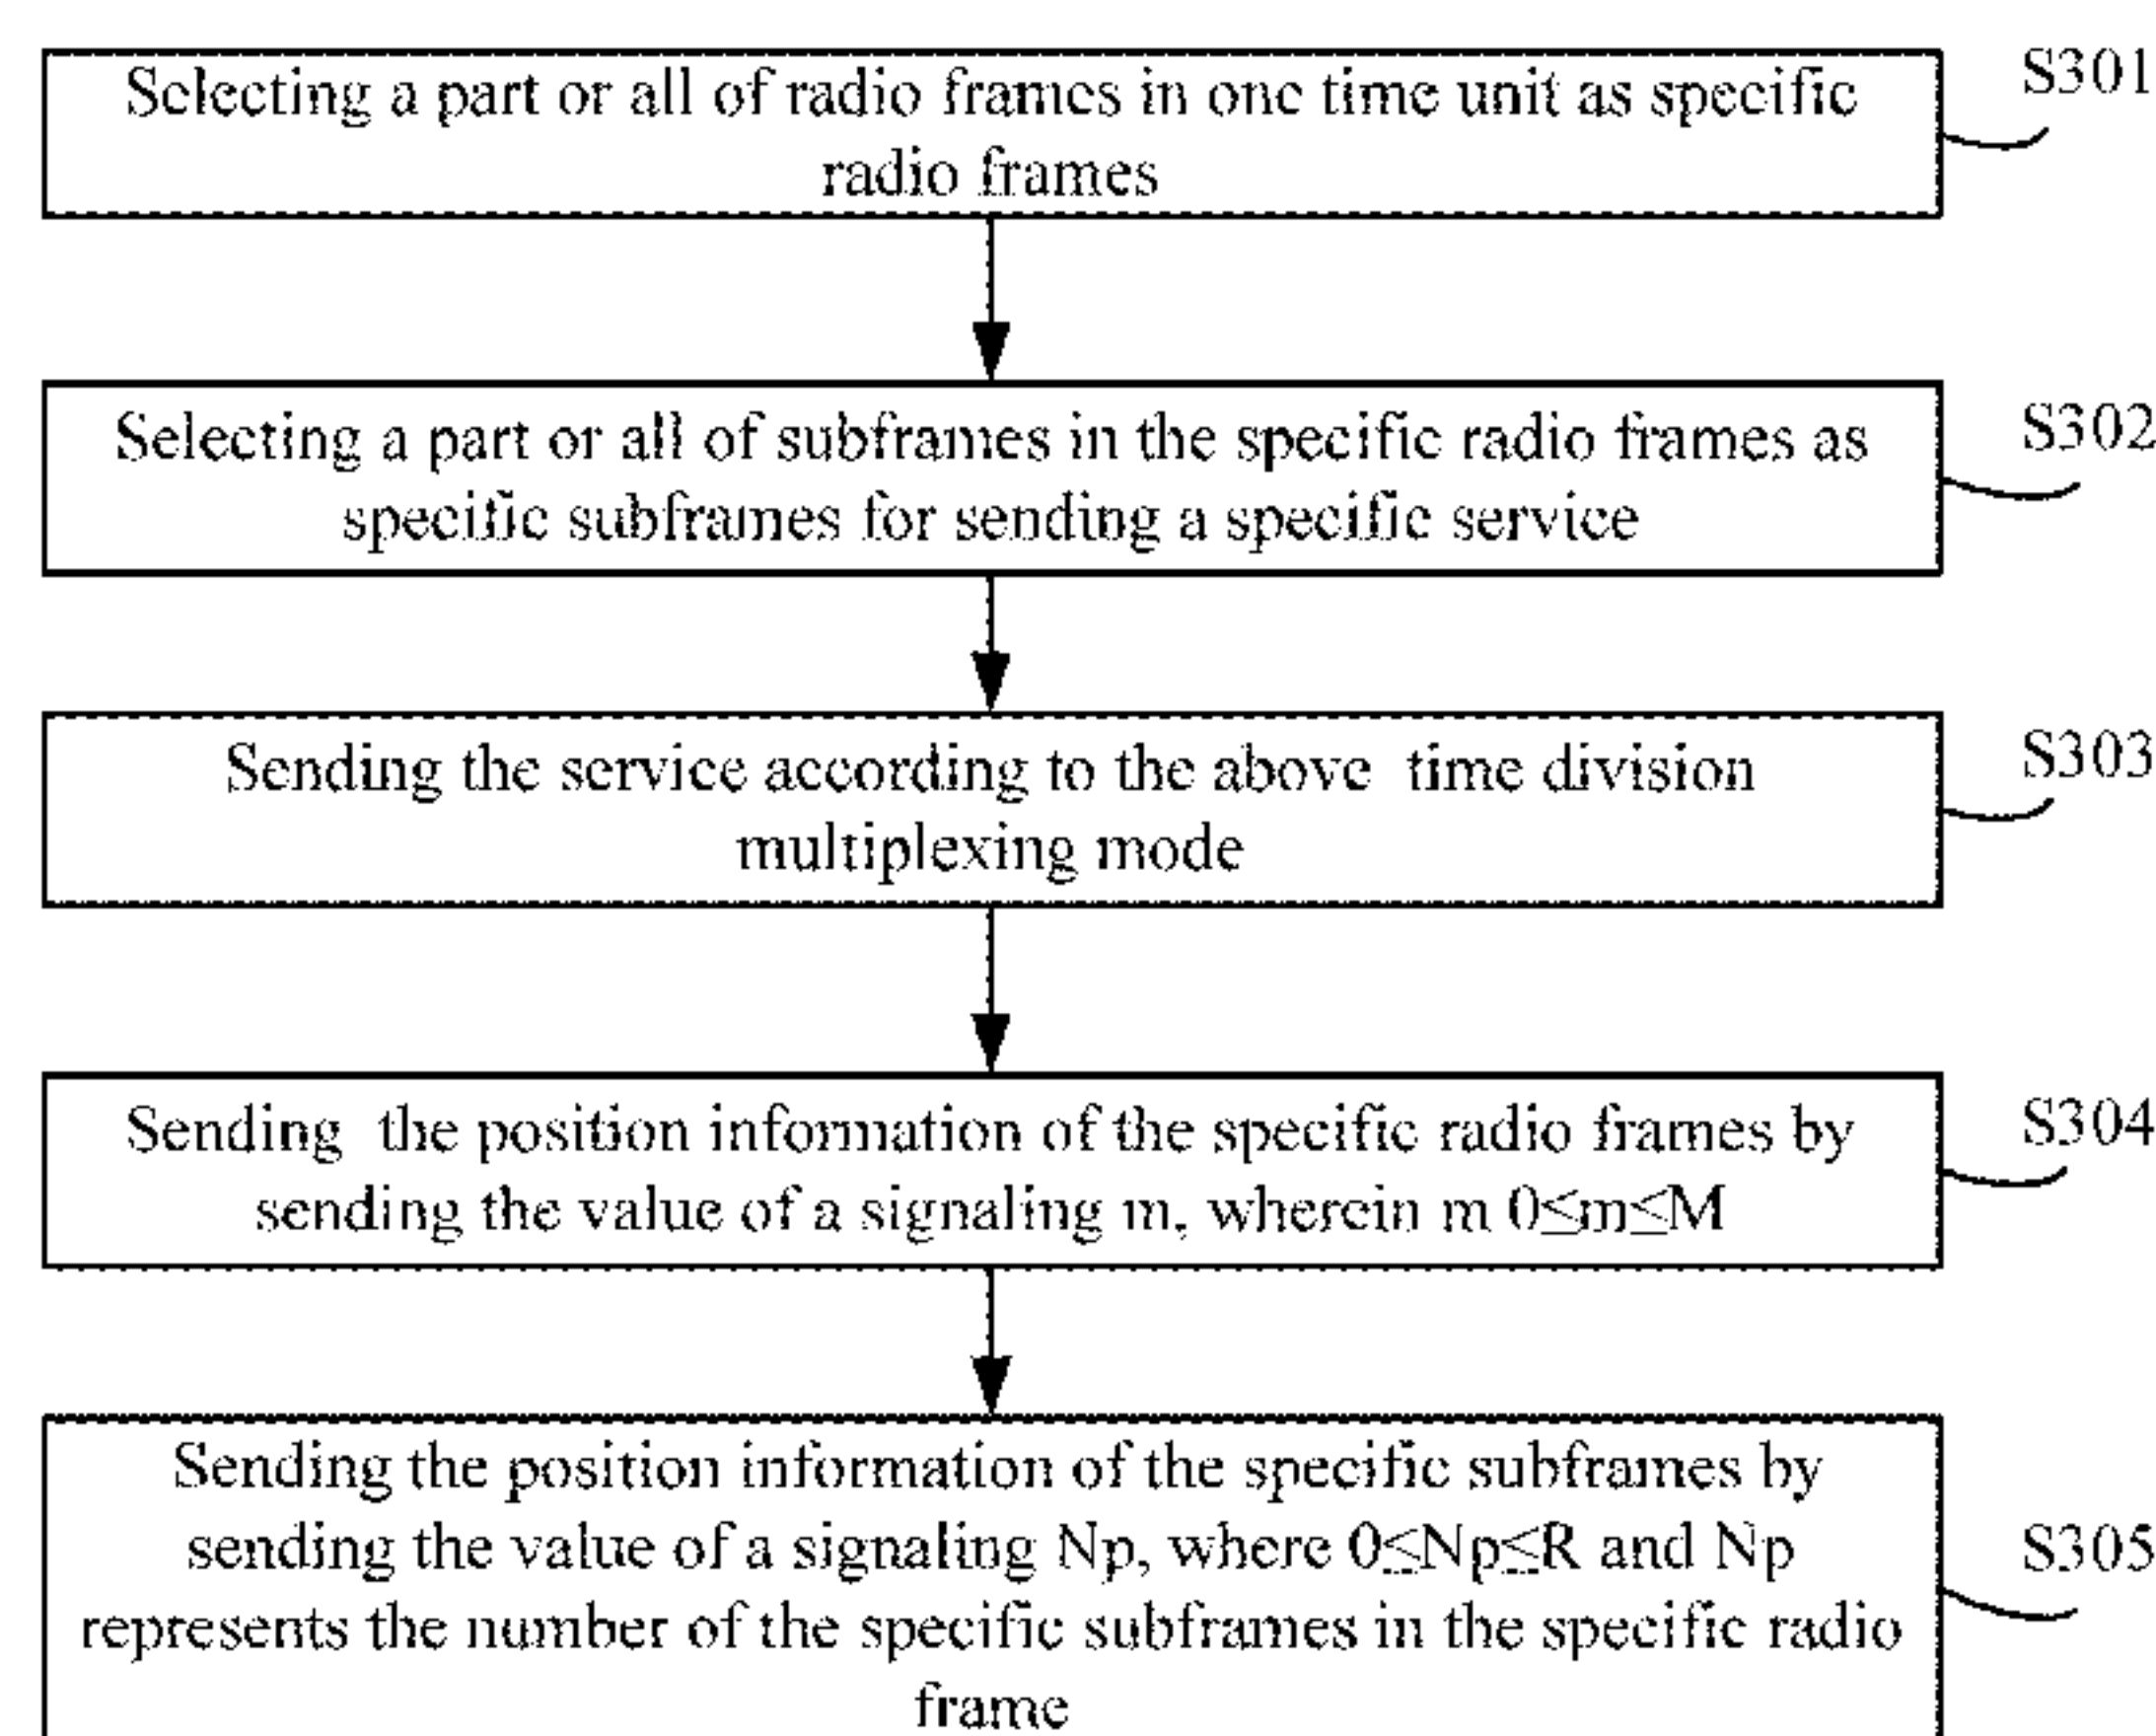 Selecting a part or all of radio frames in one time unit as specific
radio frames
S301
Selecting a part or all of subframes in the specific radio frames as
specific subframes for sending a specific service
S302
Sending the service according to the above time division
multiplexing mode
S303
Sending the position information of the specific radio frames by
sending the value of a signaling m, wherein m 0≤m≤M
S304
Sending the position information of the specific subframes by
sending the value of a signaling Np, where 0≤Np≤R and Np
represents the number of the specific subframes in the specific radio
frame
S305